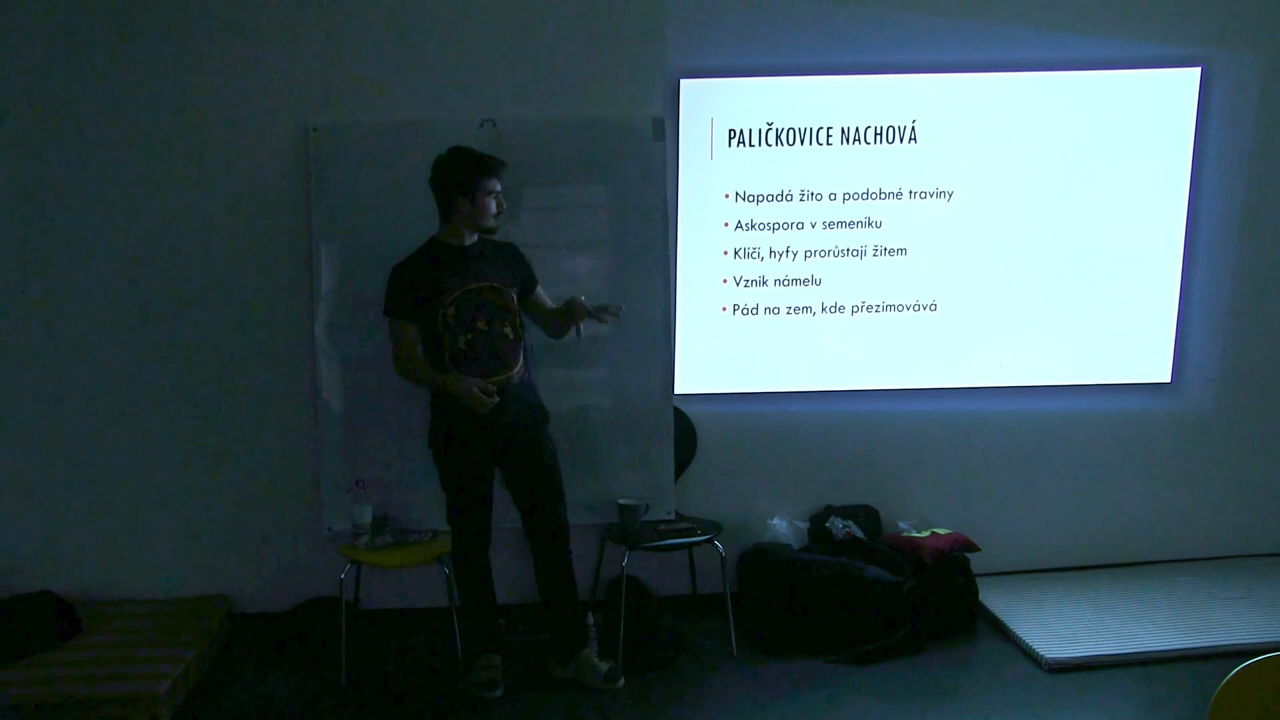 PALIČKOVICE NACHOVÁ
• Napadá žito a podobné traviny
• Askospora v semeníku
• Klíčí, hyfy prorůstají žitem
• Vznik námelu
• Pád na zem, kde přezimovává